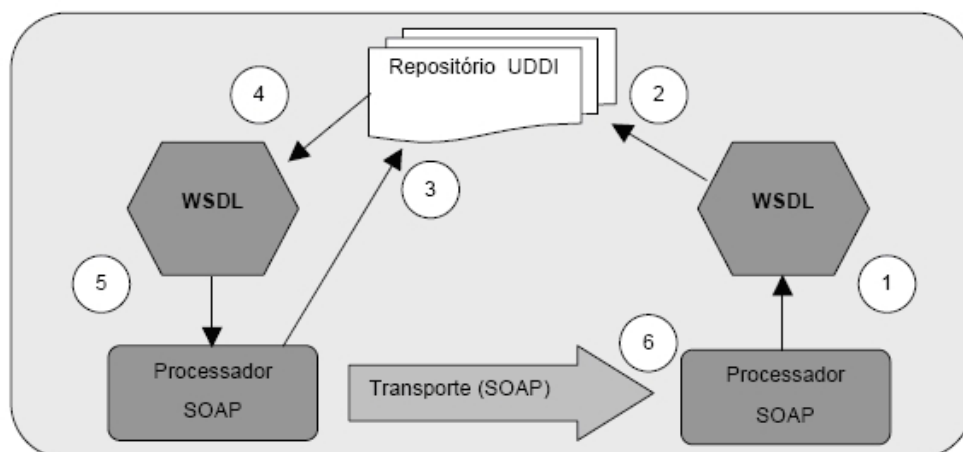 Repositório UDDI
4
2
3
WSDL
WSDL
5
1
6
Processador
SOAP
Transporte (SOAP)
Processador
SOAP